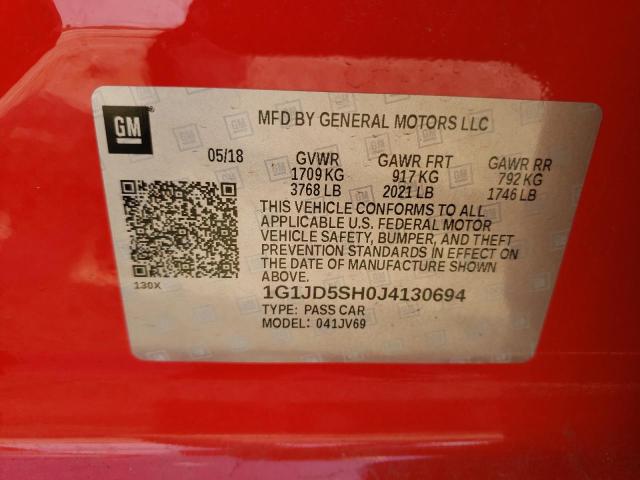 GM
MFD BY GENERAL MOTORS LLC
05/18 GVWR GAWR FRT GAWR RR
1709 KG 917 KG 792 KG
3768 LB 2021 LB 1746 LB
THIS VEHICLE CONFORMS TO ALL
APPLICABLE U.S. FEDERAL MOTOR
VEHICLE SAFETY, BUMPER, AND THEFT
PREVENTION STANDARDS IN EFFECT
ON THE DATE OF MANUFACTURE SHOWN
ABOVE.
130X
1G1JD5SH0J4130694
TYPE: PASS CAR
MODEL: 041JV69